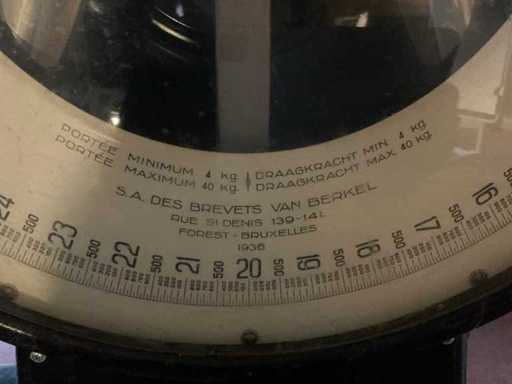 PORTÉE MINIMUM 4 KG. DRAAGKRACHT MIN. 4 KG.
PORTÉE MAXIMUM 40 KG. DRAAGKRACHT MAX. 40 KG.
S.A. DES BREVETS VAN BERKEL
RUE St DENIS 139-141
FOREST - BRUXELLES
1936
24 500 23 500 22 500 21 500 20 500 19 500 18 500 17 500 16